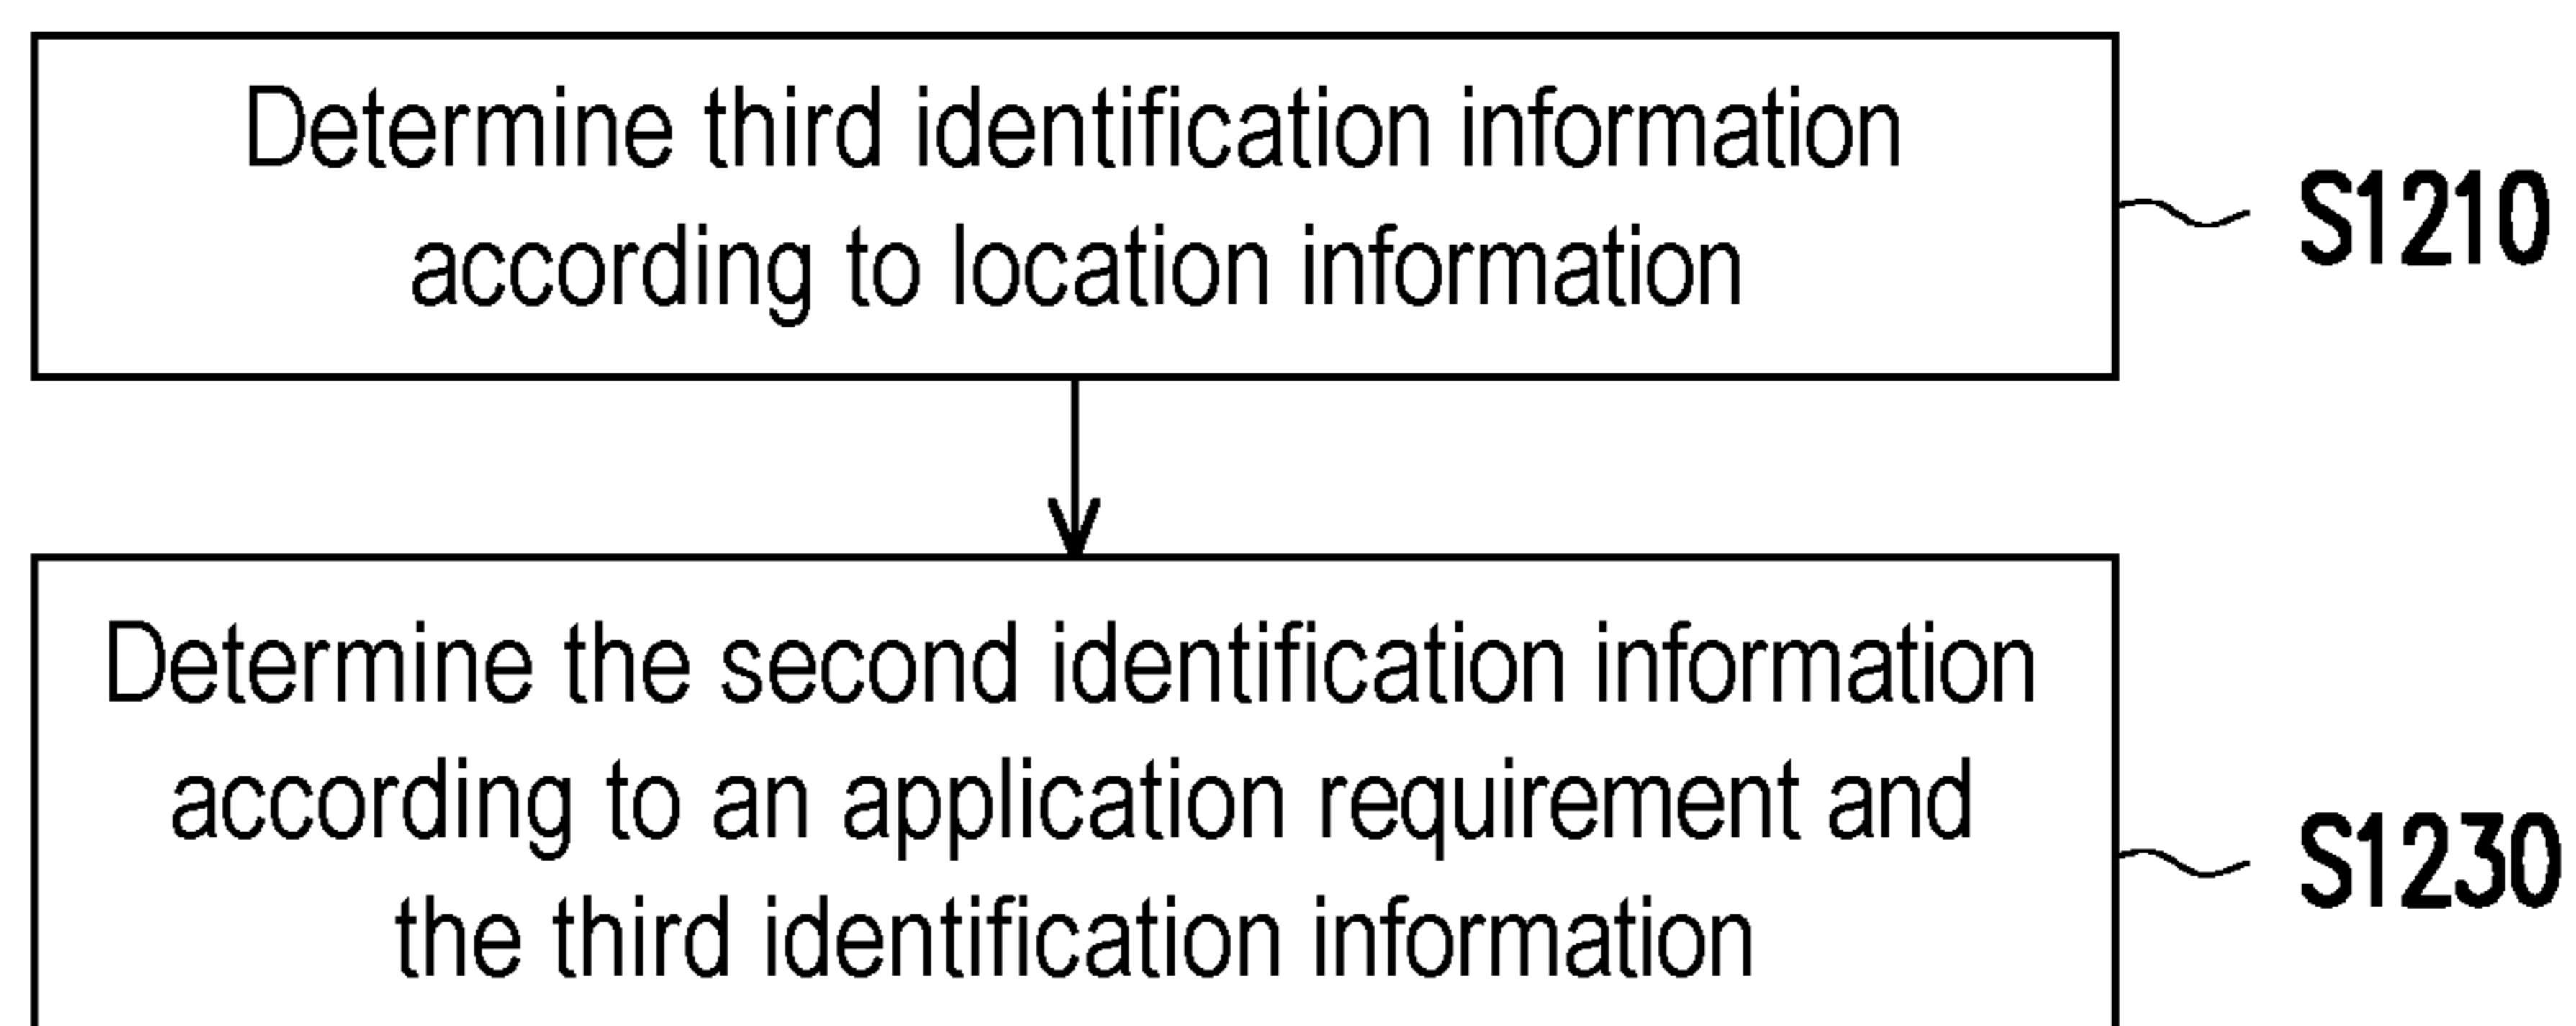 Determine third identification information
according to location information
S1210
Determine the second identification information
according to an application requirement and
the third identification information
S1230